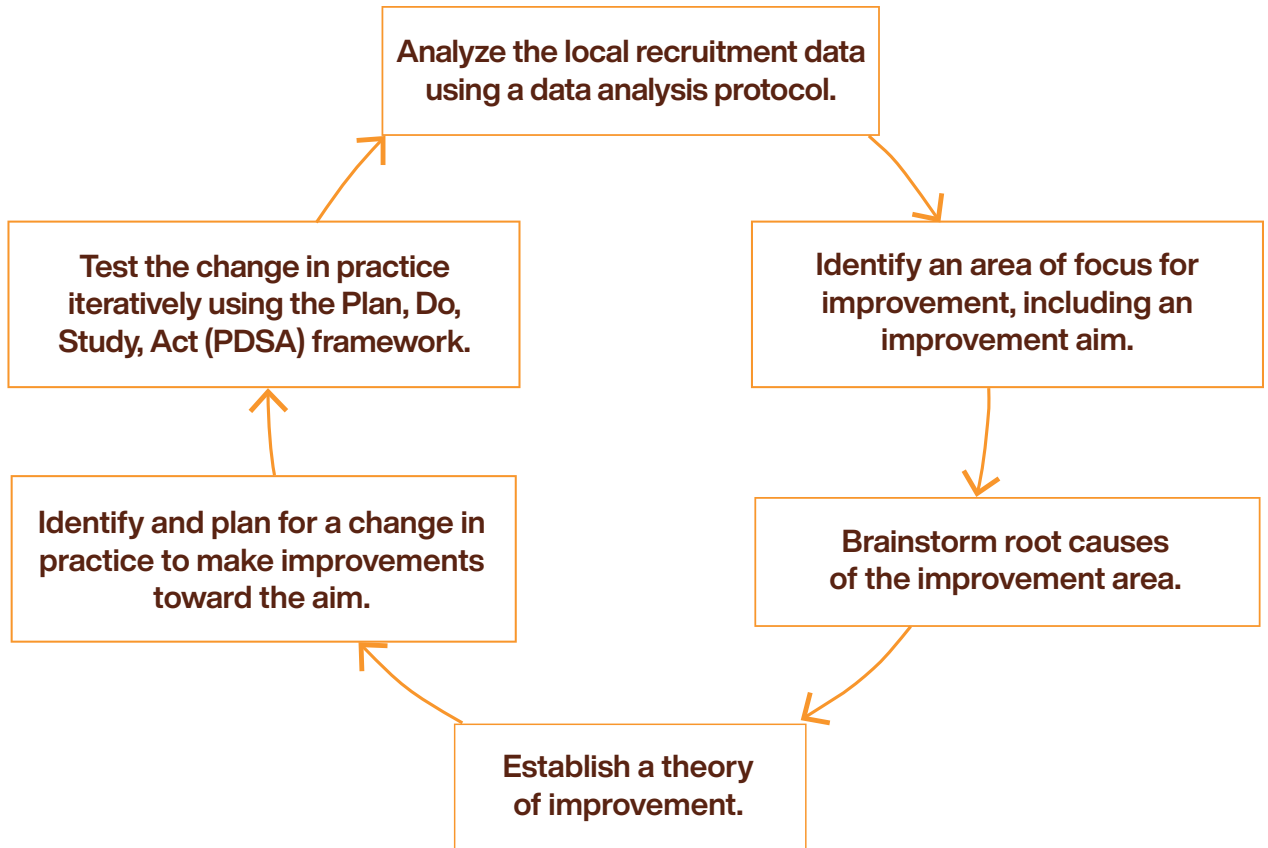 Analyze the local recruitment data
using a data analysis protocol.
Identify an area of focus for
improvement, including an
improvement aim.
Brainstorm root causes
of the improvement area.
Establish a theory
of improvement.
Identify and plan for a change in
practice to make improvements
toward the aim.
Test the change in practice
iteratively using the Plan, Do,
Study, Act (PDSA) framework.